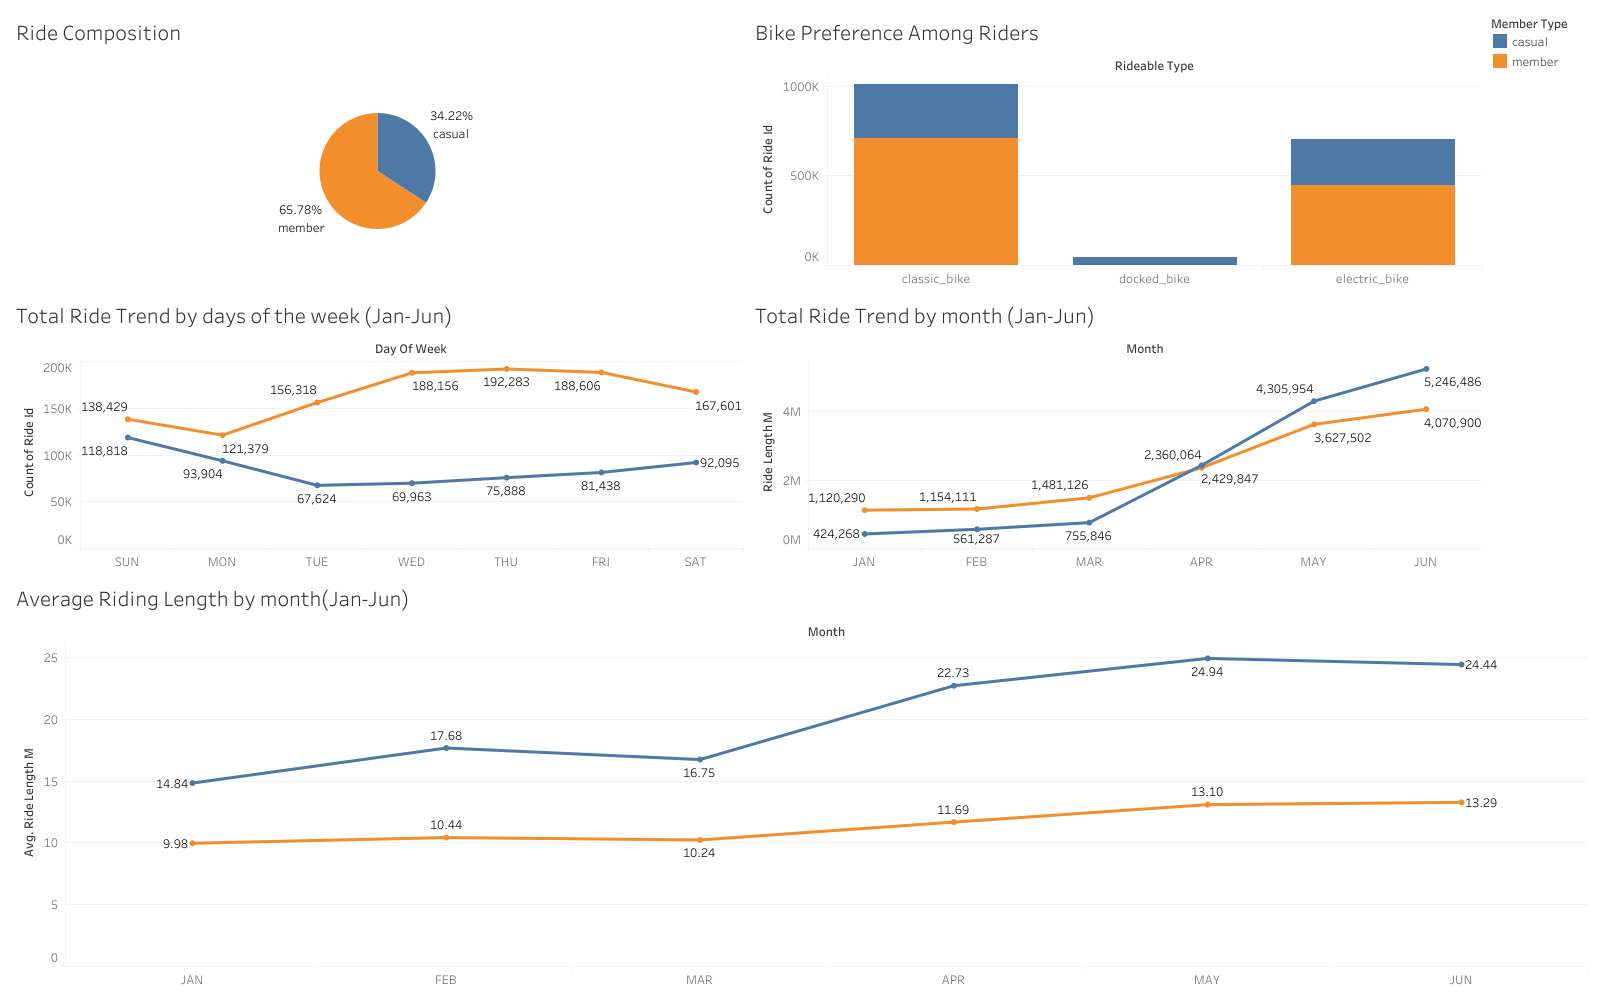 Ride Composition
34.22%
casual
65.78%
member
Bike Preference Among Riders
Member Type
casual
member
Rideable Type
Count of Ride Id
1000K
500K
0K
classic_bike
docked_bike
electric_bike
Total Ride Trend by days of the week (Jan-Jun)
Day Of Week
Count of Ride Id
200K
150K
100K
50K
0K
138,429
121,379
156,318
188,156
192,283
188,606
167,601
118,818
93,904
67,624
69,963
75,888
81,438
92,095
SUN
MON
TUE
WED
THU
FRI
SAT
Total Ride Trend by month (Jan-Jun)
Month
Ride Length M
4M
2M
0M
1,120,290
1,154,111
1,481,126
2,360,064
4,305,954
5,246,486
424,268
561,287
755,846
2,429,847
3,627,502
4,070,900
JAN
FEB
MAR
APR
MAY
JUN
Average Riding Length by month(Jan-Jun)
Month
Avg. Ride Length M
25
20
15
10
5
0
14.84
17.68
16.75
22.73
24.94
24.44
9.98
10.44
10.24
11.69
13.10
13.29
JAN
FEB
MAR
APR
MAY
JUN